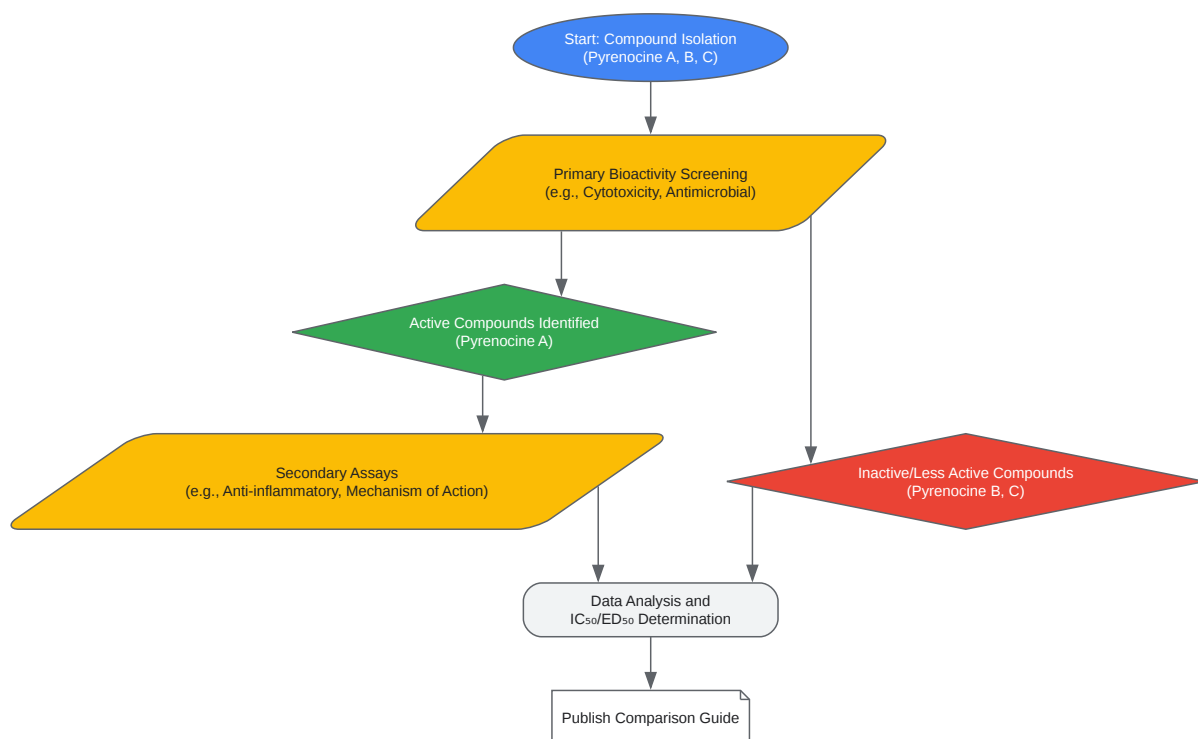 Start: Compound Isolation
(Pyrenocine A, B, C)
Primary Bioactivity Screening
(e.g., Cytotoxicity, Antimicrobial)
Active Compounds Identified
(Pyrenocine A)
Secondary Assays
(e.g., Anti-inflammatory, Mechanism of Action)
Inactive/Less Active Compounds
(Pyrenocine B, C)
Data Analysis and
IC₅₀/ED₅₀ Determination
Publish Comparison Guide